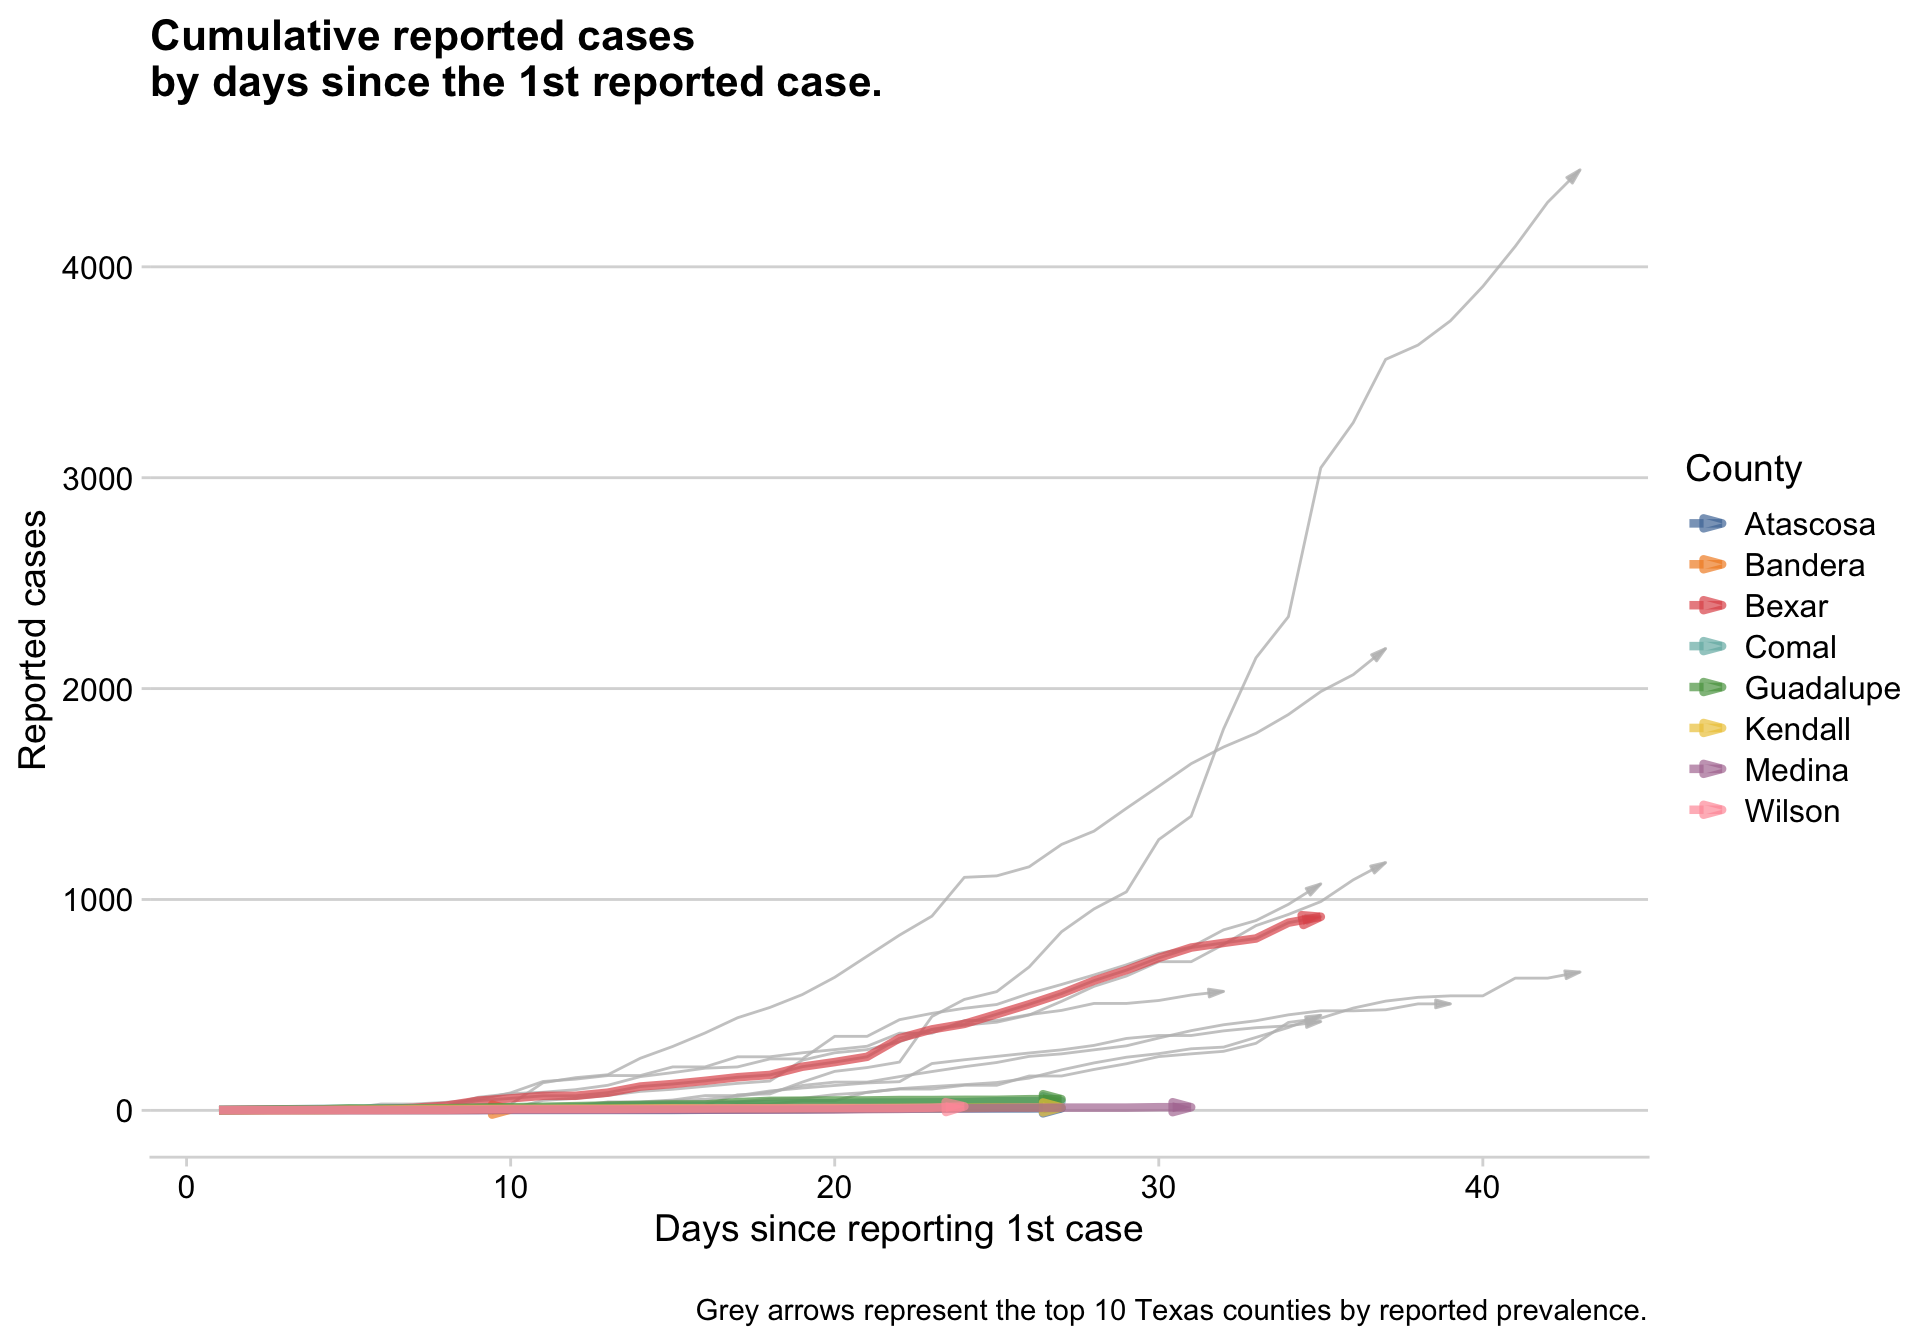 Cumulative reported cases
by days since the 1st reported case.
4000
3000
2000
1000
0
Reported cases
0 10 20 30 40
Days since reporting 1st case
County
Atascosa
Bandera
Bexar
Comal
Guadalupe
Kendall
Medina
Wilson
Grey arrows represent the top 10 Texas counties by reported prevalence.